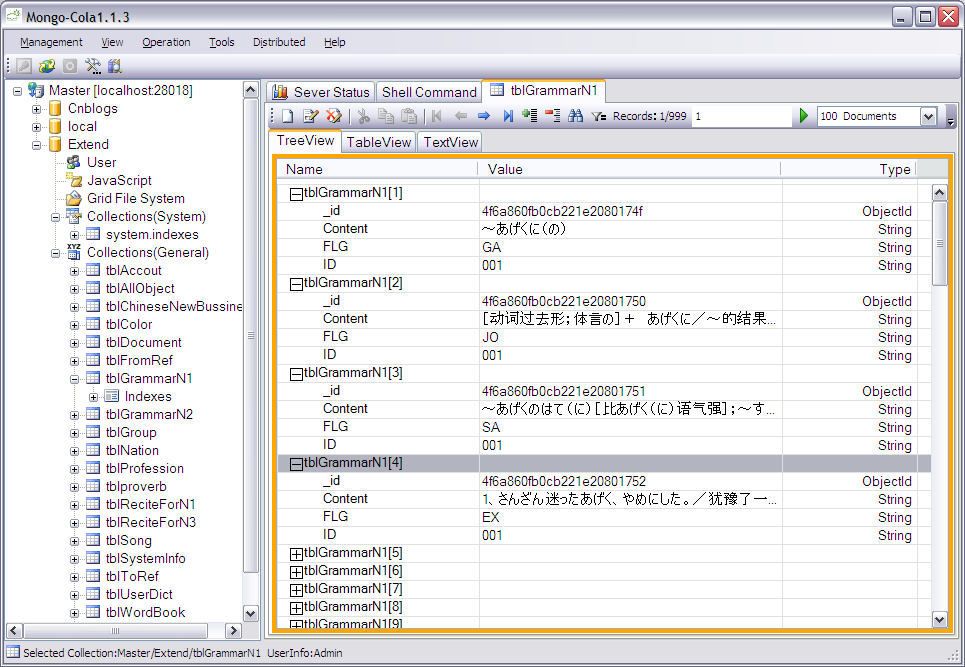 Mongo-Cola1.1.3
Management View Operation Tools Distributed Help
Master [localhost:28018]
Cnblogs
local
Extend
User
JavaScript
Grid File System
Collections(System)
system.indexes
Collections(General)
tblAccout
tblAllObject
tblChineseNewBussine
tblColor
tblDocument
tblFromRef
tblGrammarN1
Indexes
tblGrammarN2
tblGroup
tblNation
tblProfession
tblproverb
tblReciteForN1
tblReciteForN3
tblSong
tblSystemInfo
tblToRef
tblUserDict
tblWordBook
Sever Status Shell Command tblGrammarN1
Records: 1/999 1 100 Documents
TreeView TableView TextView
Name Value Type
tblGrammarN1[1]
_id 4f6a860fb0cb221e2080174f ObjectId
Content ～あげくに(の) String
FLG GA String
ID 001 String
tblGrammarN1[2]
_id 4f6a860fb0cb221e20801750 ObjectId
Content [动词过去形；体言の]＋ あげくに／～的结果... String
FLG JO String
ID 001 String
tblGrammarN1[3]
_id 4f6a860fb0cb221e20801751 ObjectId
Content ～あげくのはて（に）［比あげく（に）语气强］；～す... String
FLG SA String
ID 001 String
tblGrammarN1[4]
_id 4f6a860fb0cb221e20801752 ObjectId
Content 1、さんざん迷ったあげく、やめにした。／犹豫了一... String
FLG EX String
ID 001 String
tblGrammarN1[5]
tblGrammarN1[6]
tblGrammarN1[7]
tblGrammarN1[8]
tblGrammarN1[9]
Selected Collection:Master/Extend/tblGrammarN1 UserInfo:Admin